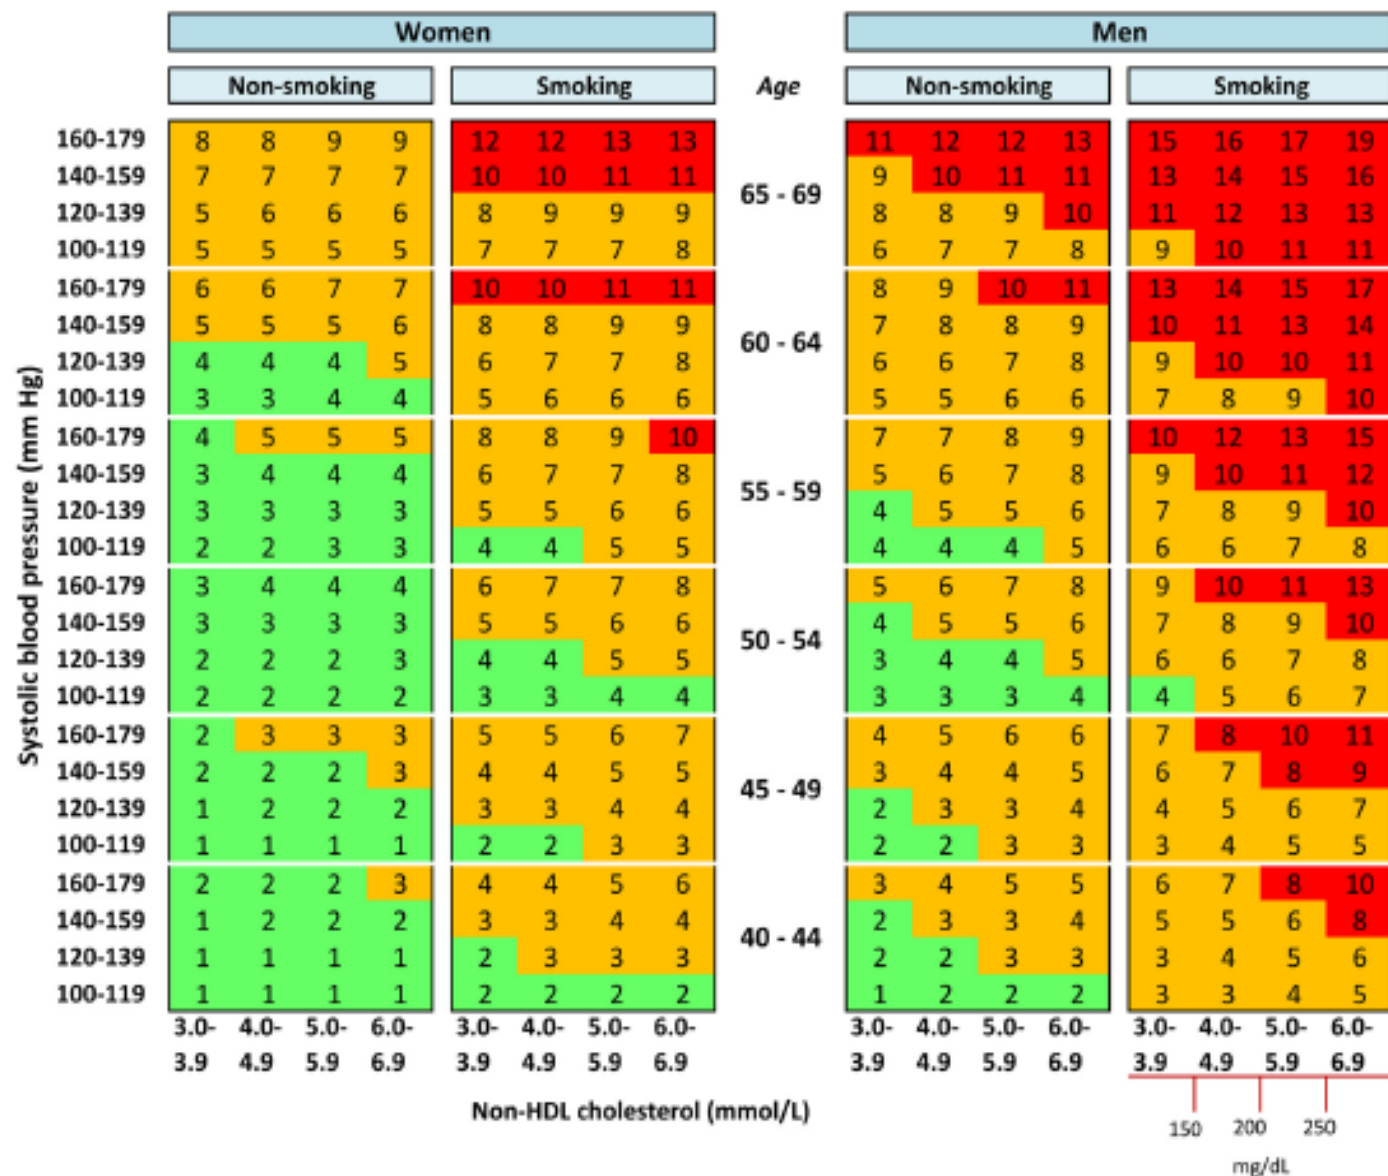 Women Men
Non-smoking Smoking Age Non-smoking Smoking
160-179 8 8 9 9 12 12 13 13 11 12 12 13 15 16 17 19
140-159 7 7 7 7 10 10 11 11 9 10 11 11 13 14 15 16
65 - 69
120-139 5 6 6 6 8 9 9 9 8 8 9 10 11 12 13 13
100-119 5 5 5 5 7 7 7 8 6 7 7 8 9 10 11 11
160-179 6 6 7 7 10 10 11 11 8 9 10 11 13 14 15 17
140-159 5 5 5 6 8 8 9 9 7 8 8 9 10 11 13 14
60 - 64
120-139 4 4 4 5 6 7 7 8 6 6 7 8 9 10 10 11
100-119 3 3 4 4 5 6 6 6 5 5 6 6 7 8 9 10
160-179 4 5 5 5 8 8 9 10 7 7 8 9 10 12 13 15
140-159 3 4 4 4 6 7 7 8 5 6 7 8 9 10 11 12
55 - 59
120-139 3 3 3 3 5 5 6 6 4 5 5 6 7 8 9 10
100-119 2 2 3 3 4 4 5 5 4 4 4 5 6 6 7 8
160-179 3 4 4 4 6 7 7 8 5 6 7 8 9 10 11 13
140-159 3 3 3 3 5 5 6 6 4 5 5 6 7 8 9 10
50 - 54
120-139 2 2 2 3 4 4 5 5 3 4 4 5 6 6 7 8
100-119 2 2 2 2 3 3 4 4 3 3 3 4 4 5 6 7
160-179 2 3 3 3 5 5 6 7 4 5 6 6 7 8 10 11
140-159 2 2 2 3 4 4 5 5 3 4 4 5 6 7 8 9
45 - 49
120-139 1 2 2 2 3 3 4 4 2 3 3 4 4 5 6 7
100-119 1 1 1 1 2 2 3 3 2 2 3 3 3 4 5 5
160-179 2 2 2 3 4 4 5 6 3 4 5 5 6 7 8 10
140-159 1 2 2 2 3 3 4 4 2 3 3 4 5 5 6 8
40 - 44
120-139 1 1 1 1 2 3 3 3 2 2 3 3 3 4 5 6
100-119 1 1 1 1 2 2 2 2 1 2 2 2 3 3 4 5
3.0- 4.0- 5.0- 6.0- 3.0- 4.0- 5.0- 6.0- 3.0- 4.0- 5.0- 6.0- 3.0- 4.0- 5.0- 6.0-
3.9 4.9 5.9 6.9 3.9 4.9 5.9 6.9 3.9 4.9 5.9 6.9 3.9 4.9 5.9 6.9
Systolic blood pressure (mm Hg)
Non-HDL cholesterol (mmol/L)
150 200 250
mg/dL